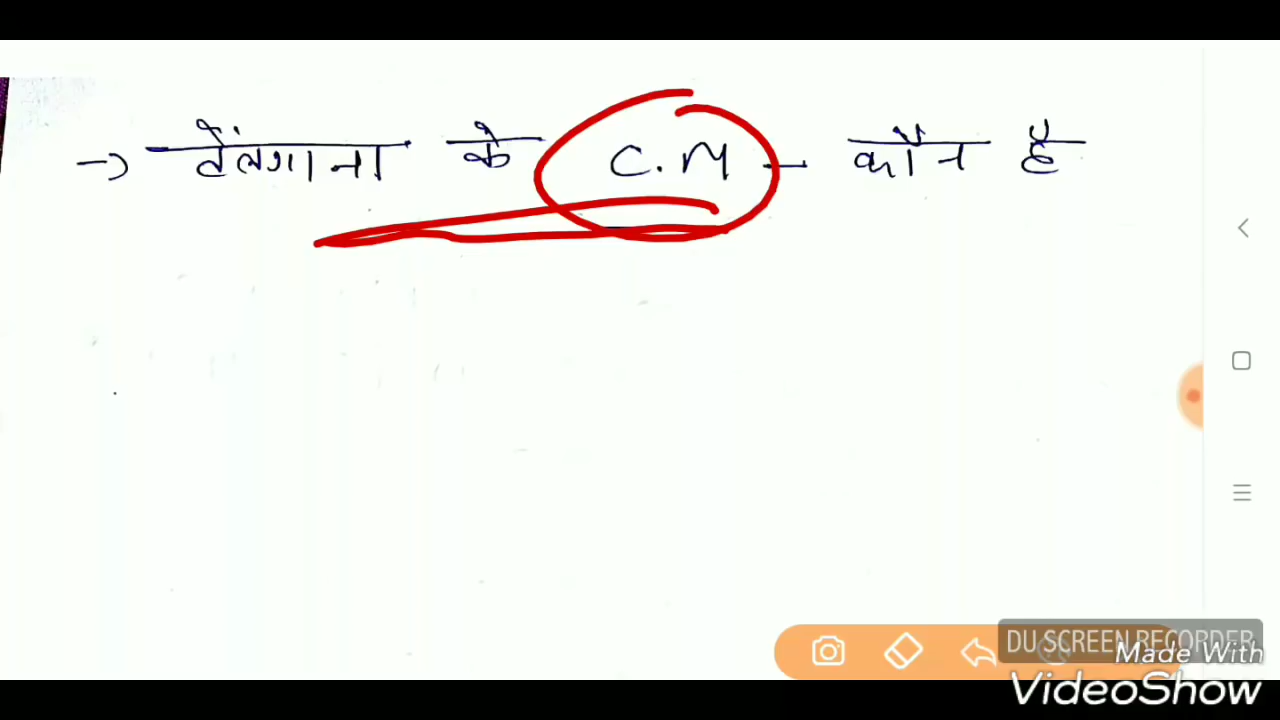 → तेलंगाना के C.M - कौन है
DU SCREEN RECORDER
Made With
VideoShow